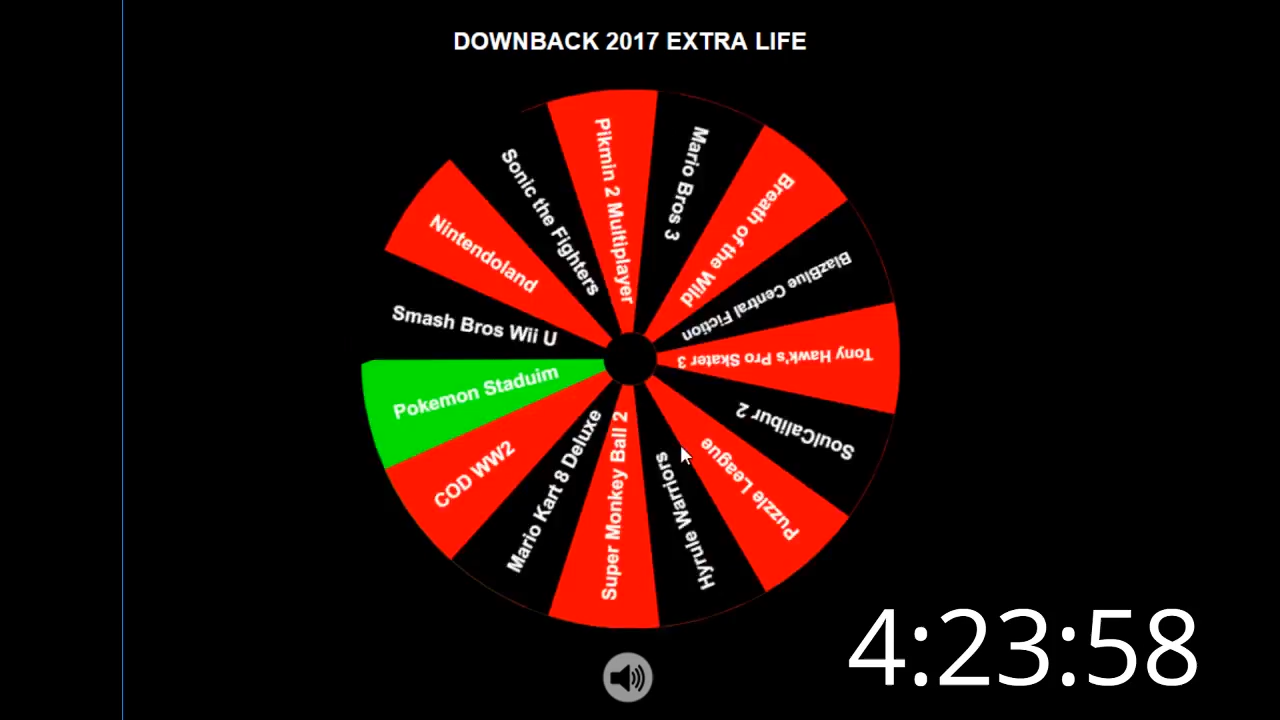 DOWNBACK 2017 EXTRA LIFE
Pikmin 2 Multiplayer
Mario Bros 3
Breath of the Wild
BlazBlue Central Fiction
Tony Hawk's Pro Skater 3
SoulCalibur 2
Puzzle League
Hyrule Warriors
Super Monkey Ball 2
Mario Kart 8 Deluxe
COD WW2
Pokemon Staduim
Smash Bros Wii U
Nintendoland
Sonic the Fighters
4:23:58